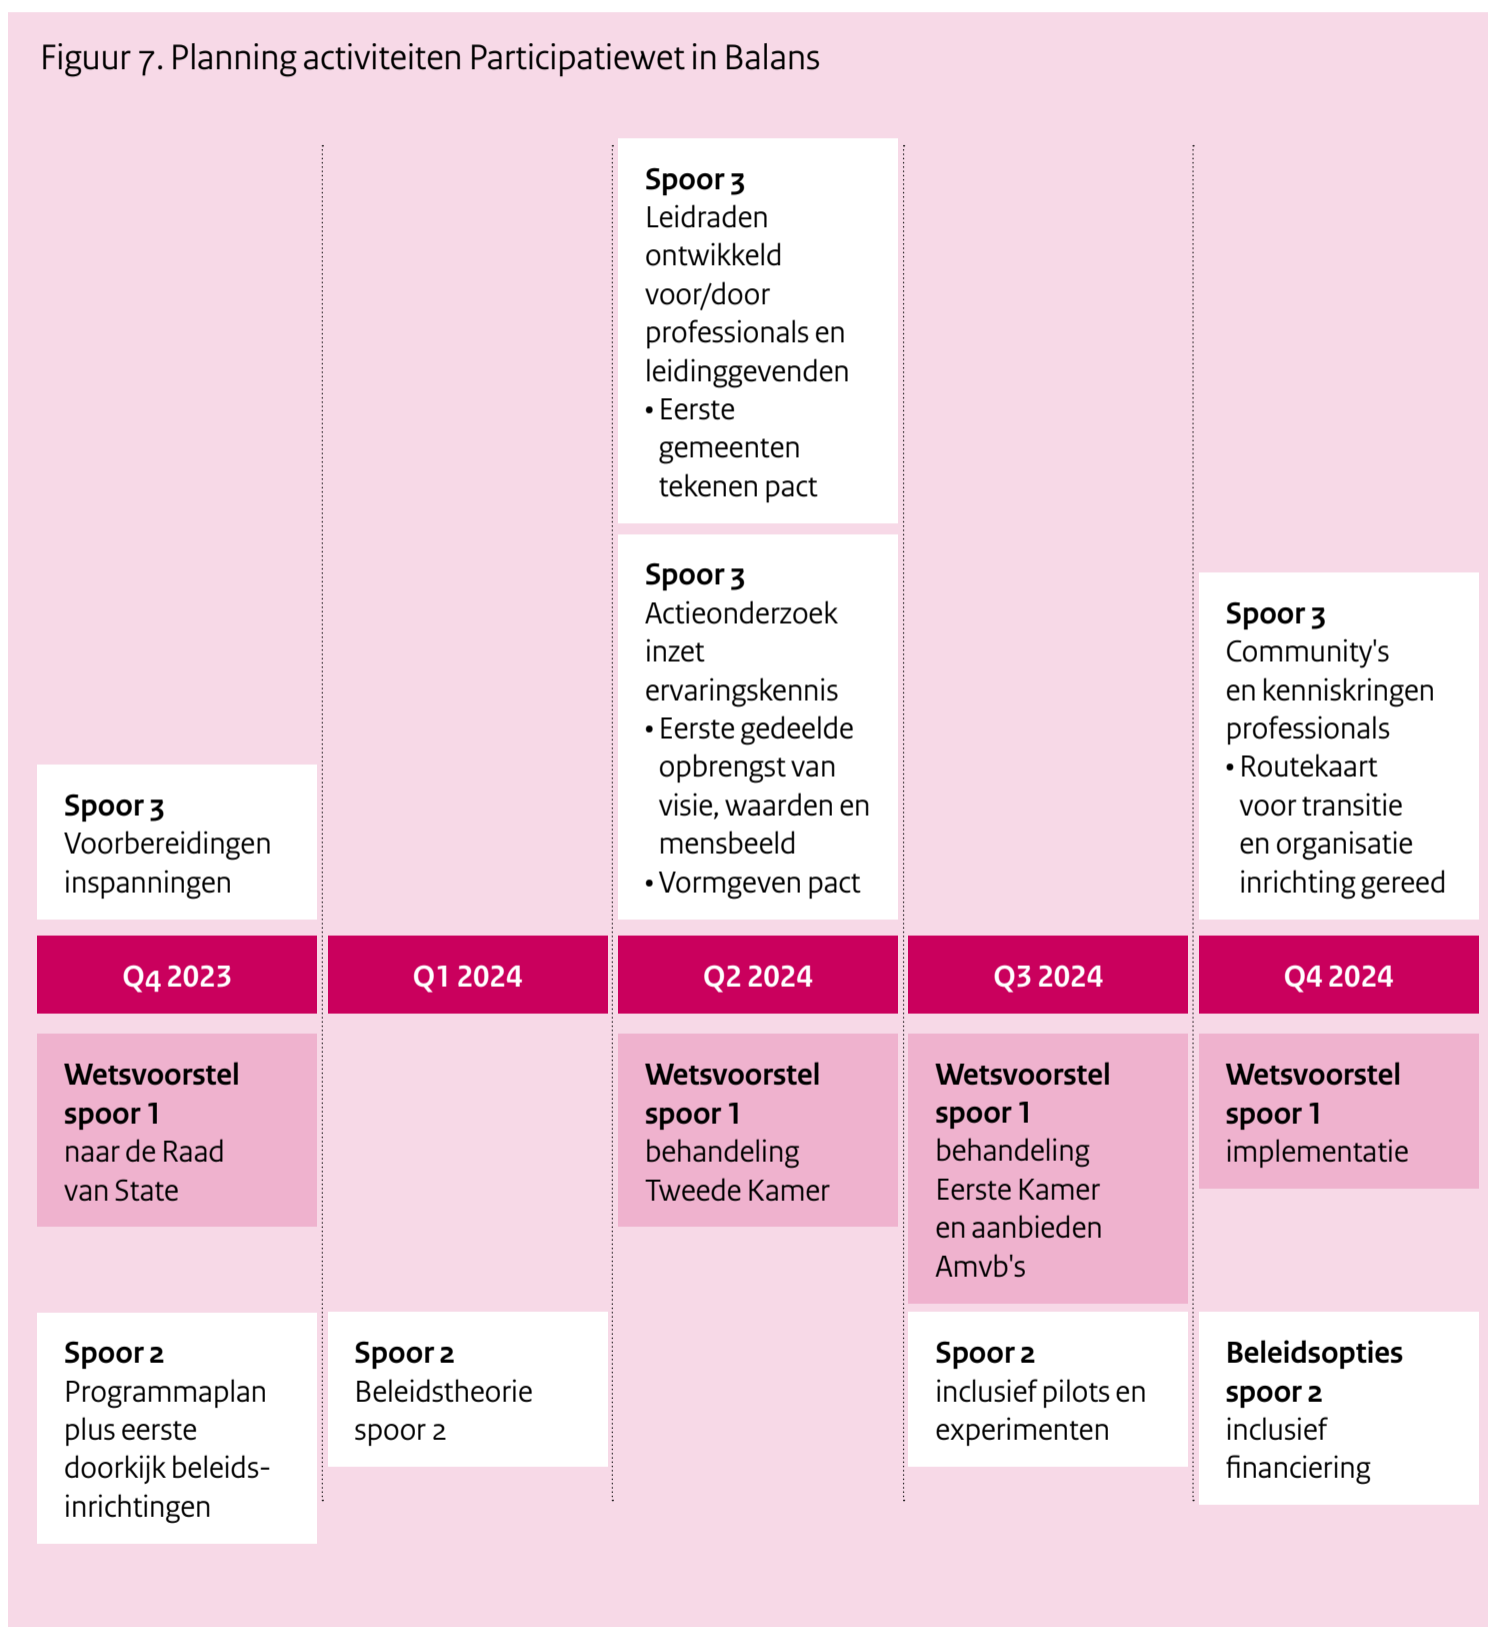 Figuur 7. Planning activiteiten Participatiewet in Balans
Spoor 3
Leidraden
ontwikkeld
voor/door
professionals en
leidinggevenden
• Eerste
gemeenten
tekenen pact
Spoor 3
Actieonderzoek
inzet
ervaringskennis
• Eerste gedeelde
opbrengst van
visie, waarden en
mensbeeld
• Vormgeven pact
Spoor 3
Community's
en kenniskringen
professionals
• Routekaart
voor transitie
en organisatie
inrichting gereed
Spoor 3
Voorbereidingen
inspanningen
Q4 2023
Q1 2024
Q2 2024
Q3 2024
Q4 2024
Wetsvoorstel
spoor 1
naar de Raad
van State
Wetsvoorstel
spoor 1
behandeling
Tweede Kamer
Wetsvoorstel
spoor 1
behandeling
Eerste Kamer
en aanbieden
Amvb's
Wetsvoorstel
spoor 1
implementatie
Spoor 2
Programmaplan
plus eerste
doorkijk beleids-
inrichtingen
Spoor 2
Beleidstheorie
spoor 2
Spoor 2
inclusief pilots en
experimenten
Beleidsopties
spoor 2
inclusief
financiering